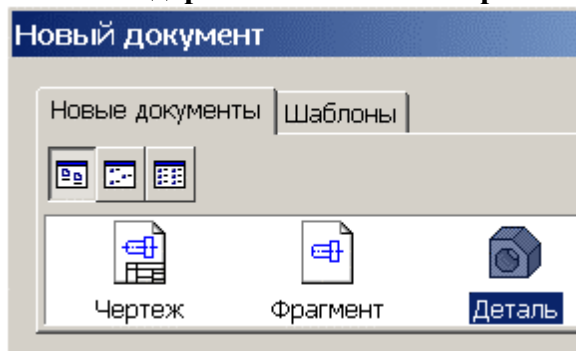 Новый документ
Новые документы Шаблоны
Чертеж Фрагмент Деталь